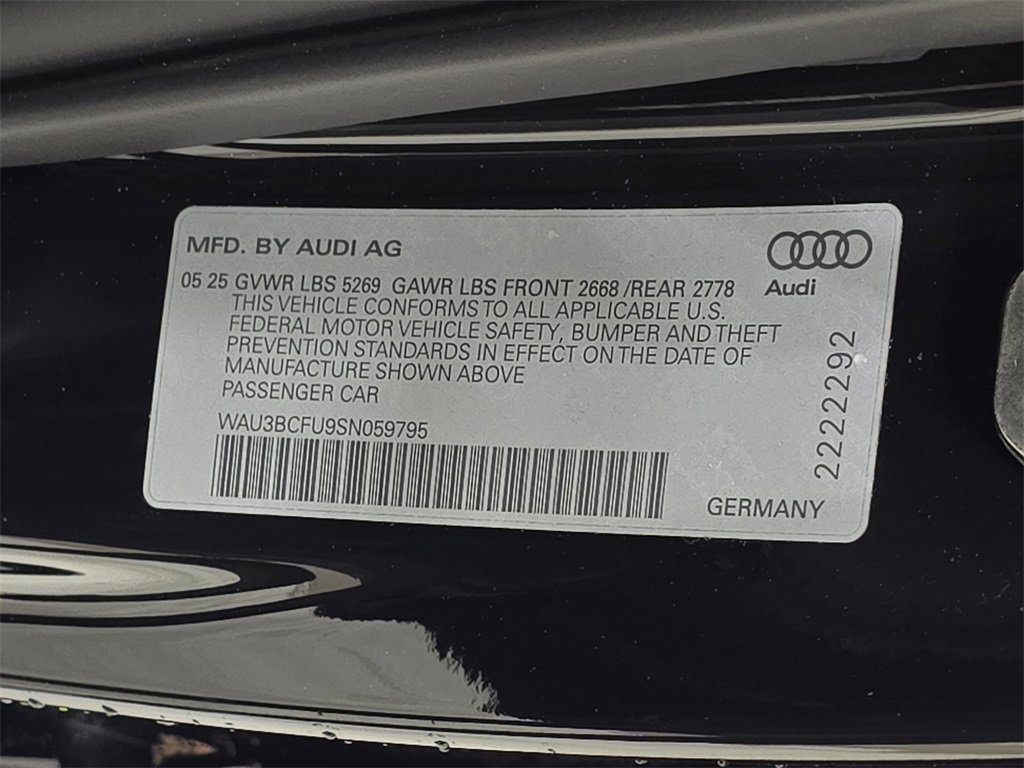 MFD. BY AUDI AG
Audi
05 25 GVWR LBS 5269 GAWR LBS FRONT 2668 /REAR 2778
THIS VEHICLE CONFORMS TO ALL APPLICABLE U.S.
FEDERAL MOTOR VEHICLE SAFETY, BUMPER AND THEFT
PREVENTION STANDARDS IN EFFECT ON THE DATE OF
MANUFACTURE SHOWN ABOVE
PASSENGER CAR
WAU3BCFU9SN059795
2222292
GERMANY